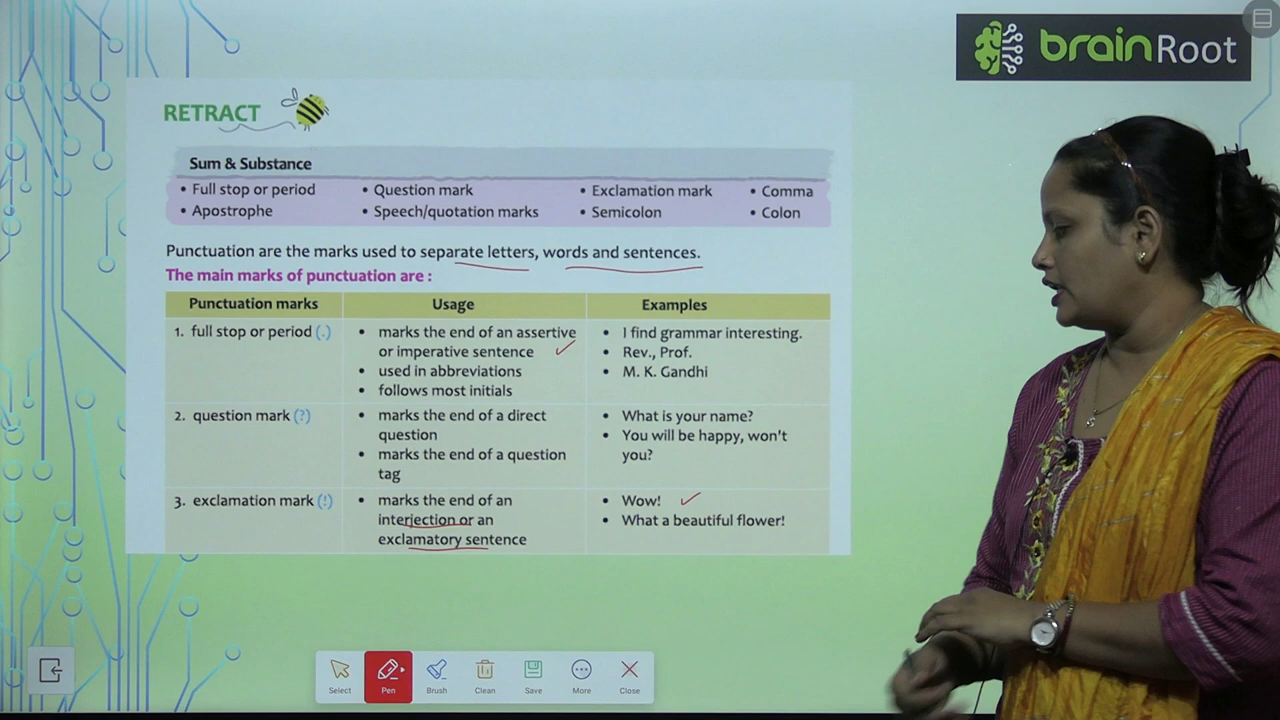 brainRoot
RETRACT
Sum & Substance
• Full stop or period • Question mark • Exclamation mark • Comma
• Apostrophe • Speech/quotation marks • Semicolon • Colon
Punctuation are the marks used to separate letters, words and sentences.
The main marks of punctuation are :
Punctuation marks Usage Examples
1. full stop or period (.)
• marks the end of an assertive
or imperative sentence
• used in abbreviations
• follows most initials
• I find grammar interesting.
• Rev., Prof.
• M. K. Gandhi
2. question mark (?)
• marks the end of a direct
question
• marks the end of a question
tag
• What is your name?
• You will be happy, won't
you?
3. exclamation mark (!)
• marks the end of an
interjection or an
exclamatory sentence
• Wow!
• What a beautiful flower!
Select Pen Brush Clean Save More Close